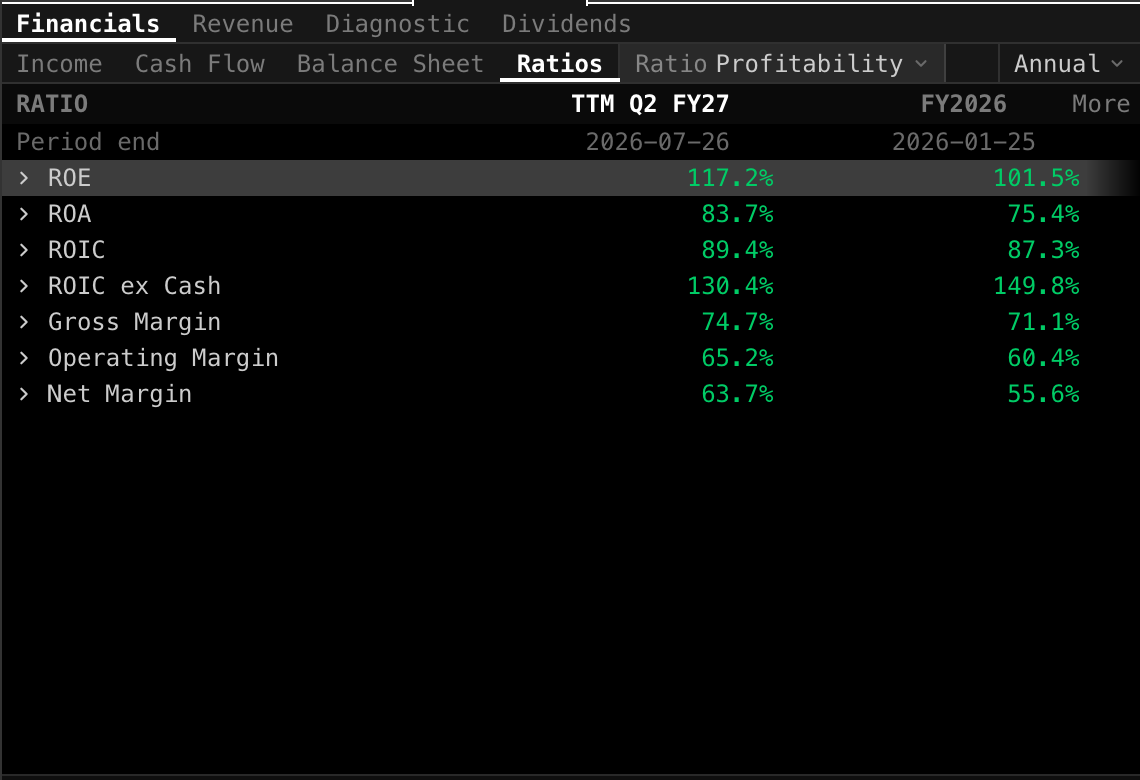 Financials Revenue Diagnostic Dividends
Income Cash Flow Balance Sheet Ratios Ratio Profitability Annual
RATIO TTM Q2 FY27 FY2026 More
Period end 2026-07-26 2026-01-25
ROE 117.2% 101.5%
ROA 83.7% 75.4%
ROIC 89.4% 87.3%
ROIC ex Cash 130.4% 149.8%
Gross Margin 74.7% 71.1%
Operating Margin 65.2% 60.4%
Net Margin 63.7% 55.6%